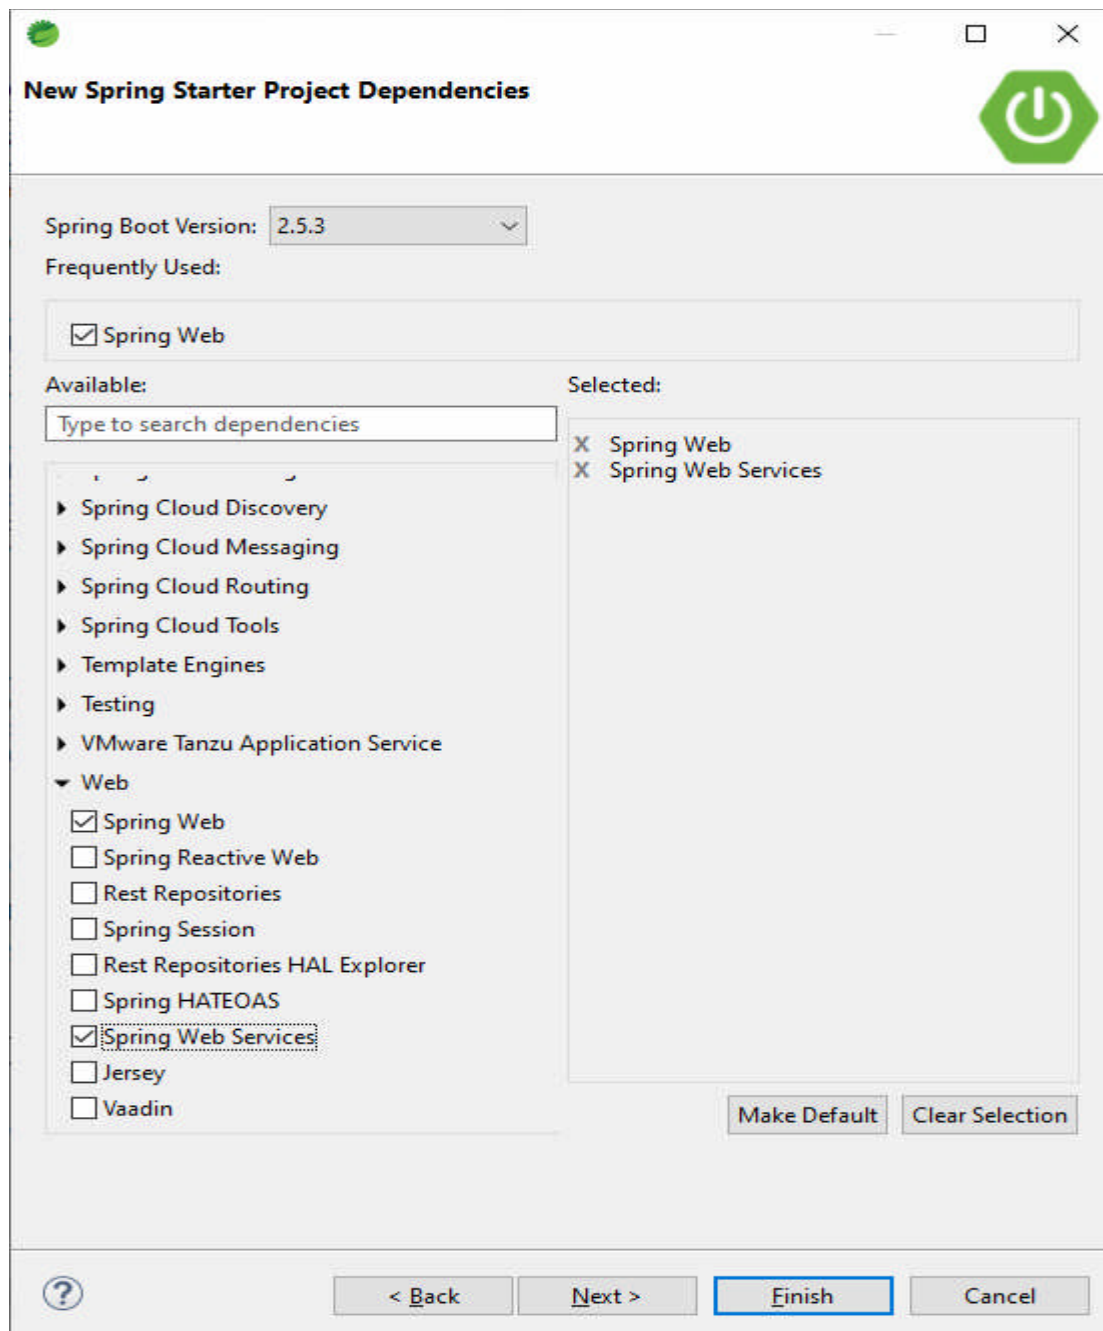 New Spring Starter Project Dependencies
Spring Boot Version: 2.5.3
Frequently Used:
Spring Web
Available:
Selected:
Type to search dependencies
X Spring Web
X Spring Web Services
Spring Cloud Discovery
Spring Cloud Messaging
Spring Cloud Routing
Spring Cloud Tools
Template Engines
Testing
VMware Tanzu Application Service
Web
Spring Web
Spring Reactive Web
Rest Repositories
Spring Session
Rest Repositories HAL Explorer
Spring HATEOAS
Spring Web Services
Jersey
Vaadin
Make Default Clear Selection
? < Back Next > Finish Cancel